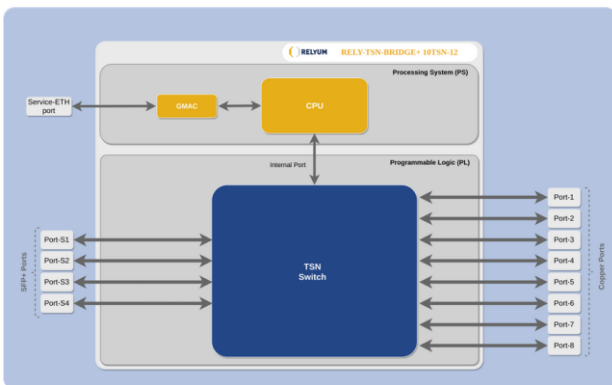 RELYUM RELY-TSN-BRIDGE+ 10TSN-12
Processing System (PS)
Service-ETH
port
GMAC
CPU
Internal Port
Programmable Logic (PL)
SFP+ Ports
Port-S1
Port-S2
Port-S3
Port-S4
TSN
Switch
Port-1
Port-2
Port-3
Port-4
Port-5
Port-6
Port-7
Port-8
Copper Ports